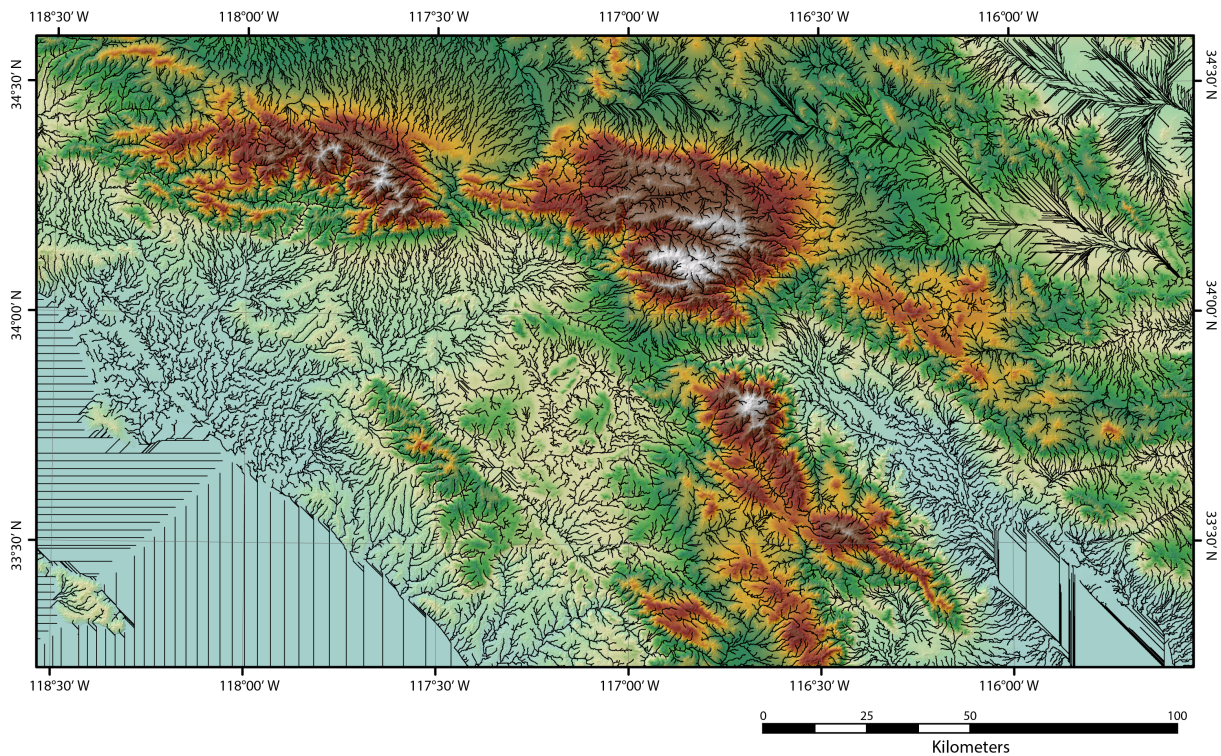 118°30' W 118°00' W 117°30' W 117°00' W 116°30' W 116°00' W
34°30' N 34°30' N
34°00' N 34°00' N
33°30' N 33°30' N
118°30' W 118°00' W 117°30' W 117°00' W 116°30' W 116°00' W
0 25 50 100
Kilometers